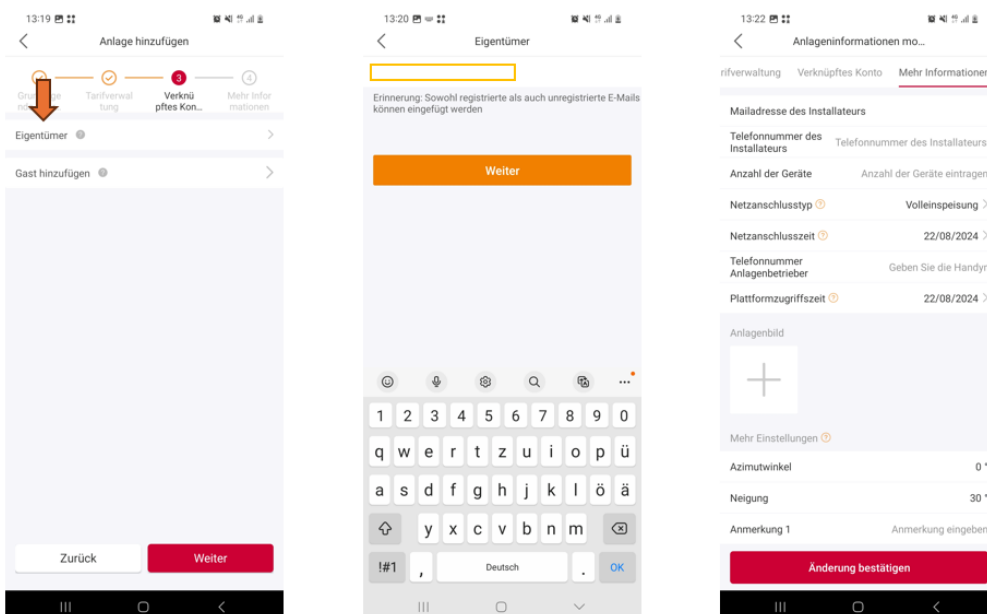 13:19
Anlage hinzufügen
3
4
Tarifverwal
tung
Verknü
pftes Kon...
Mehr Infor
mationen
Eigentümer
Gast hinzufügen
Zurück
Weiter
13:20
Eigentümer
Erinnerung: Sowohl registrierte als auch unregistrierte E-Mails
können eingefügt werden
Weiter
1 2 3 4 5 6 7 8 9 0
q w e r t z u i o p ü
a s d f g h j k l ö ä
y x c v b n m
!#1 , Deutsch . OK
13:22
Anlageninformationen mo...
rifverwaltung Verknüpftes Konto Mehr Informationen
Mailadresse des Installateurs
Telefonnummer des
Installateurs
Telefonnummer des Installateurs
Anzahl der Geräte Anzahl der Geräte eintragen
Netzanschlusstyp Volleinspeisung
Netzanschlusszeit 22/08/2024
Telefonnummer
Anlagenbetreiber
Geben Sie die Handyn
Plattformzugriffszeit 22/08/2024
Anlagenbild
Mehr Einstellungen
Azimutwinkel 0 °
Neigung 30 °
Anmerkung 1 Anmerkung eingeben
Änderung bestätigen